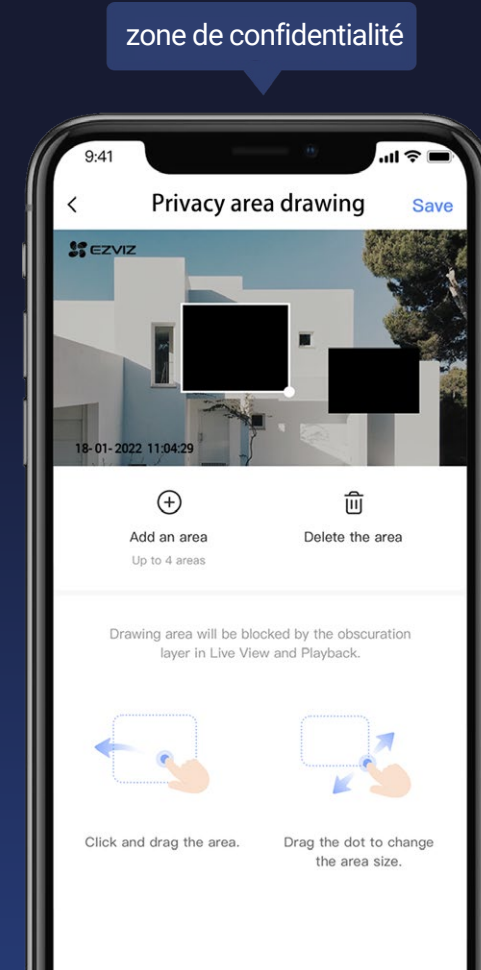 zone de confidentialité
9:41
Privacy area drawing
Save
EZVIZ
18-01-2022 11:04:29
Add an area
Delete the area
Up to 4 areas
Drawing area will be blocked by the obscuration
layer in Live View and Playback.
Click and drag the area.
Drag the dot to change
the area size.